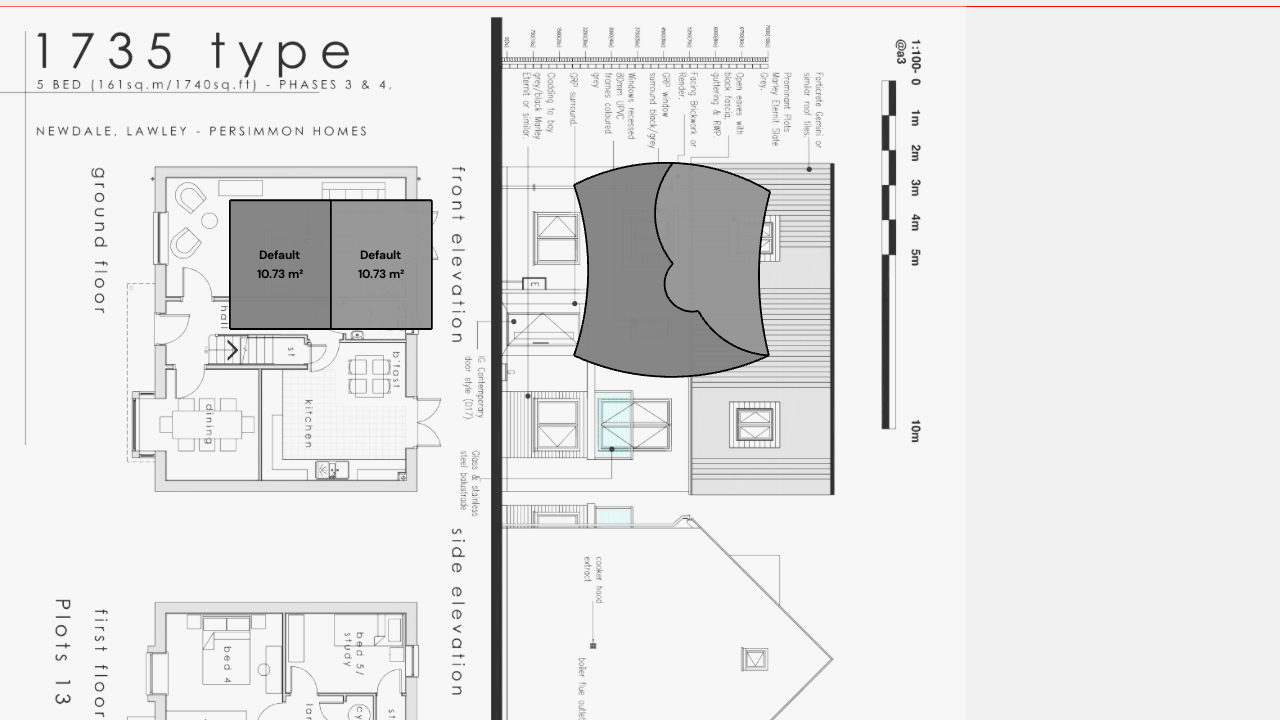 1735 type
5 BED (161sq.m/1740sq.ft) - PHASES 3 & 4,
NEWDALE, LAWLEY - PERSIMMON HOMES
ground floor
hall
st
dining
kitchen
b'fast
Default
10.73 m²
Default
10.73 m²
front elevation
IG Contemporary
door style (017).
Glass & stainless
steel balustrade
Fortcrete Gemini or
similar roof tiles.
Prominant Plots
Marley Eternit Slate
Grey.
Open eaves with
black fascia,
guttering & RWP
Facing Brickwork or
Render.
GRP window
surround black/grey
Windows recessed
80mm UPVC
frames coloured
grey
GRP surround.
Cladding to bay
grey/black Marley
Eternit or similar.
E
G
1:100-
@a3
0
1m
2m
3m
4m
5m
10m
side elevation
cooker hood
extract
boiler flue outlet
first floor
Plots 13
bed 4
bed 5/
study